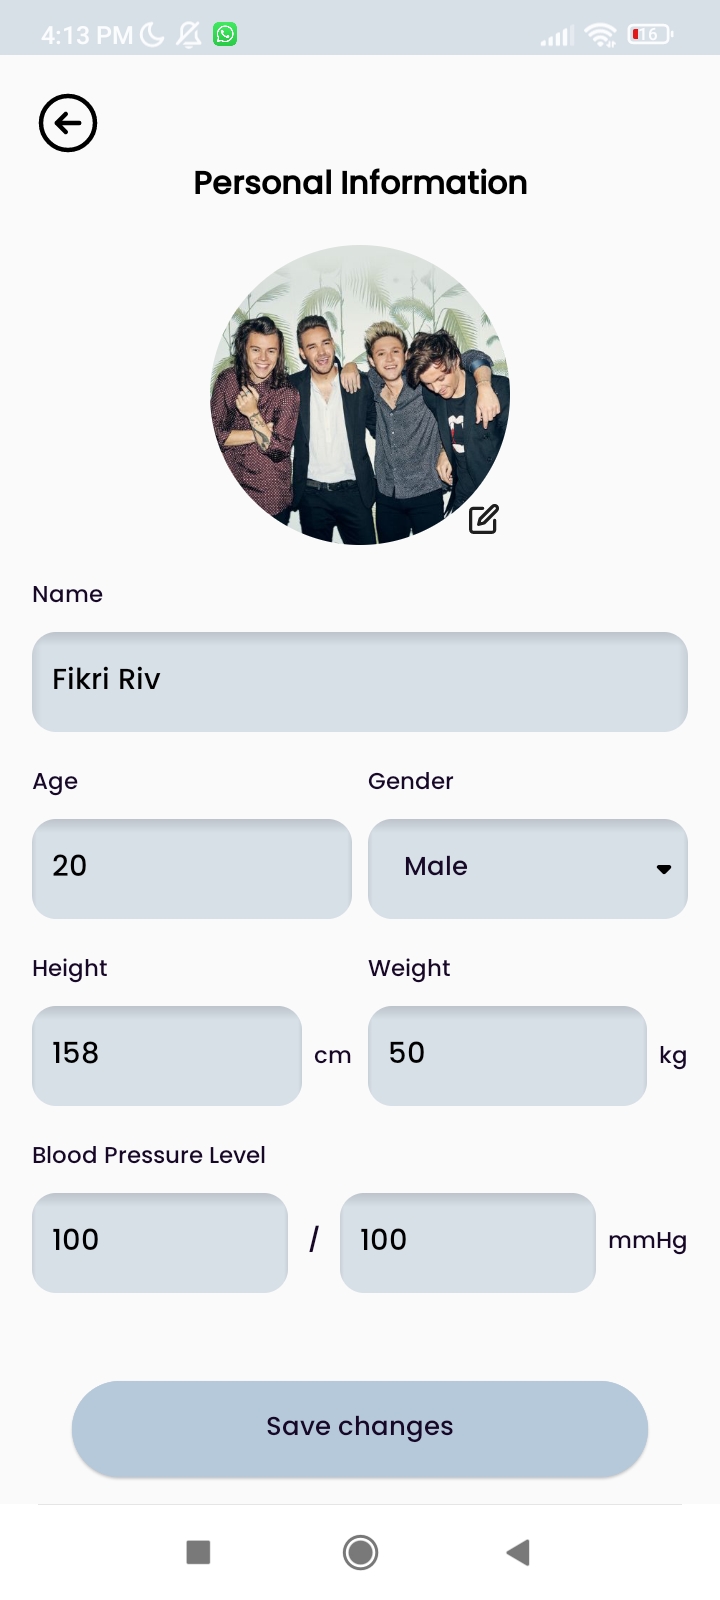 4:13 PM 6
Personal Information
Name
Fikri Riv
Age Gender
20 Male
Height Weight
158 cm 50 kg
Blood Pressure Level
100 / 100 mmHg
Save changes